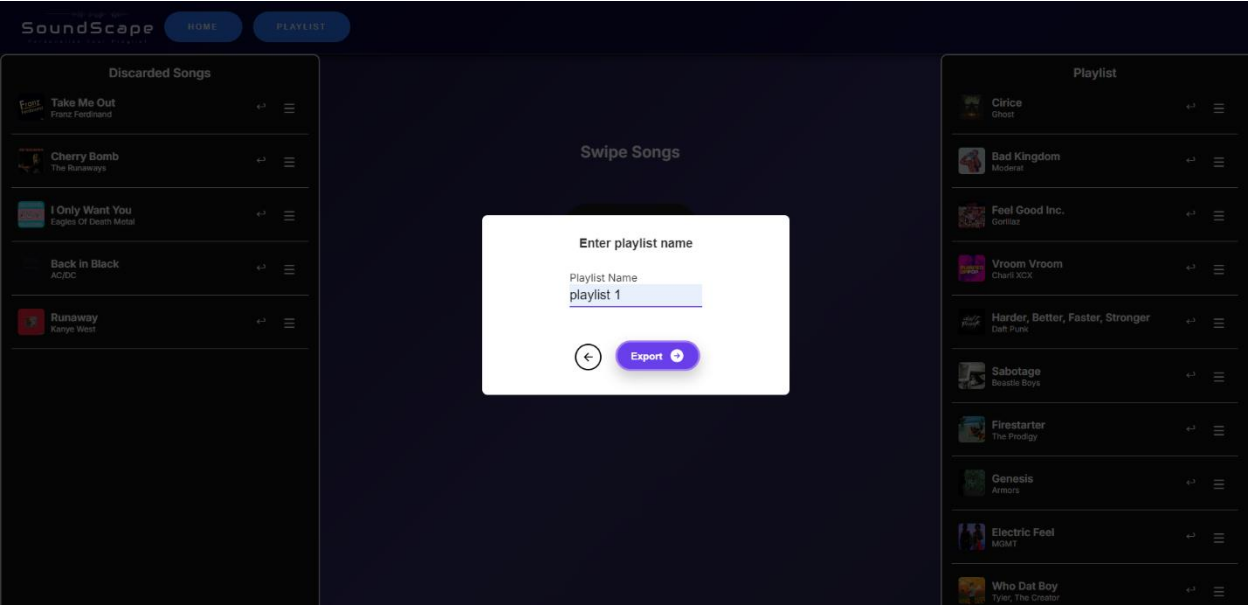 SoundScape
HOME
PLAYLIST
Discarded Songs
Take Me Out
Franz Ferdinand
Cherry Bomb
The Runaways
I Only Want You
Eagles Of Death Metal
Back in Black
AC/DC
Runaway
Kanye West
Swipe Songs
Enter playlist name
Playlist Name
playlist 1
Export
Playlist
Cirice
Ghost
Bad Kingdom
Moderat
Feel Good Inc.
Gorillaz
Vroom Vroom
Charli XCX
Harder, Better, Faster, Stronger
Daft Punk
Sabotage
Beastie Boys
Firestarter
The Prodigy
Genesis
Armors
Electric Feel
MGMT
Who Dat Boy
Tyler, The Creator